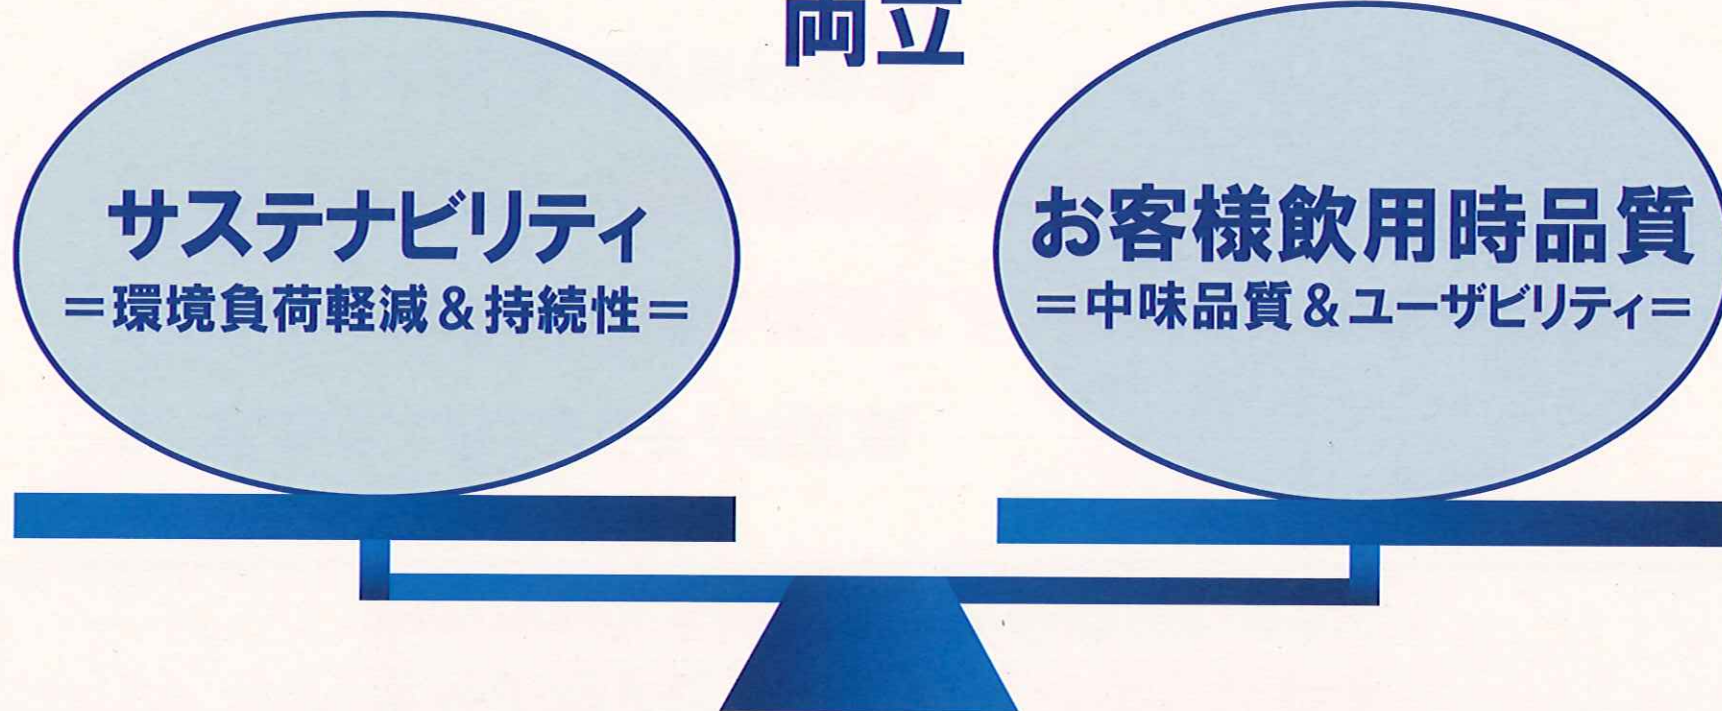 両立
サステナビリティ
=環境負荷軽減&持続性=
お客様飲用時品質
=中味品質&ユーザビリティ=